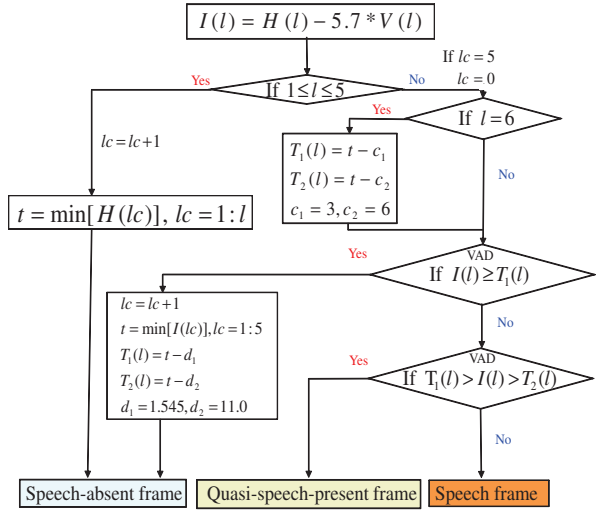 I(l) = H(l) − 5.7 * V(l)
If lc = 5
lc = 0
Yes
No
If 1 ≤ l ≤ 5
Yes
If l = 6
lc = lc+1
T₁(l) = t − c₁
T₂(l) = t − c₂
c₁ = 3, c₂ = 6
No
t = min[H(lc)], lc = 1 : l
Yes
VAD
If I(l) ≥ T₁(l)
lc = lc+1
t = min[I(lc)], lc = 1 : 5
T₁(l) = t − d₁
T₂(l) = t − d₂
d₁ = 1.545, d₂ = 11.0
No
Yes
VAD
If T₁(l) > I(l) > T₂(l)
No
Speech-absent frame
Quasi-speech-present frame
Speech frame